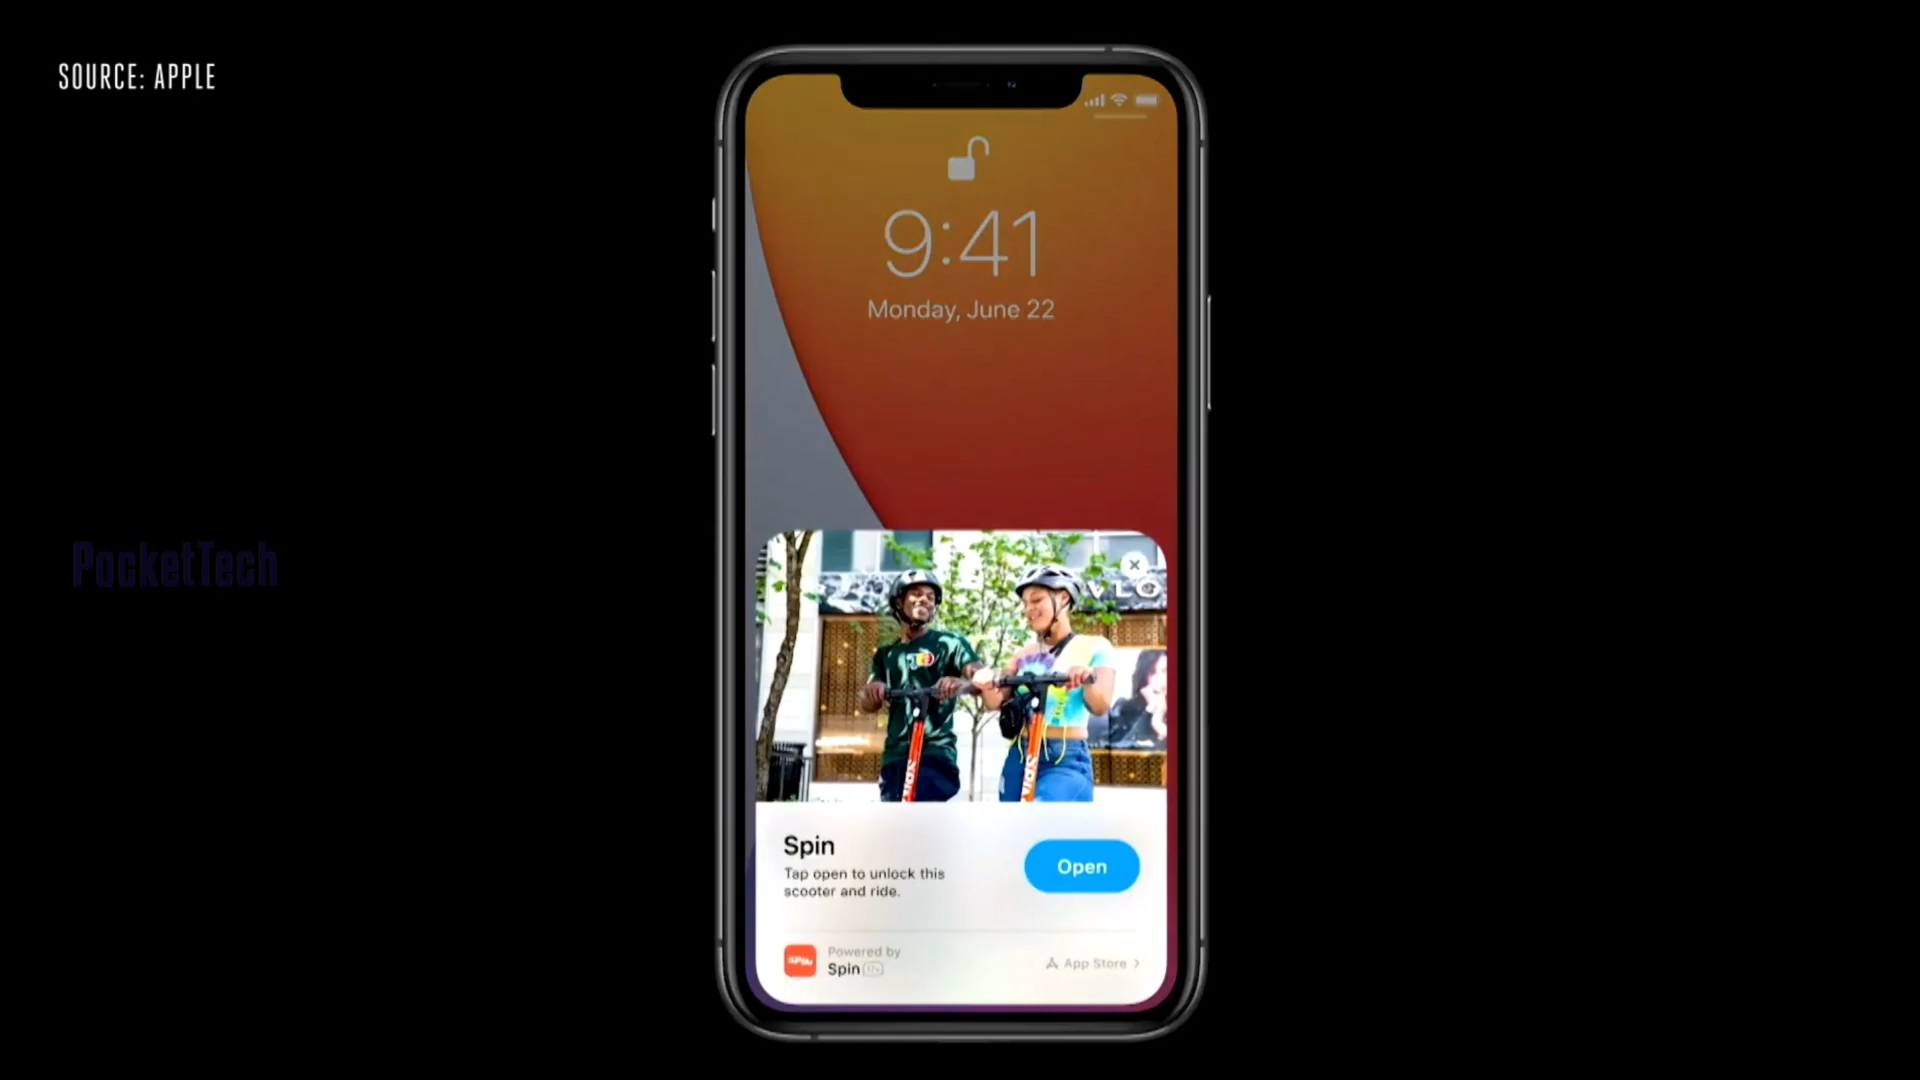 SOURCE: APPLE
9:41
Monday, June 22
PocketTech
VLO
Spin
Tap open to unlock this
scooter and ride.
Open
Powered by
Spin
App Store